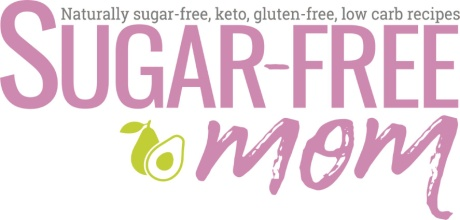 Naturally sugar-free, keto, gluten-free, low carb recipes
SUGAR-FREE
mom